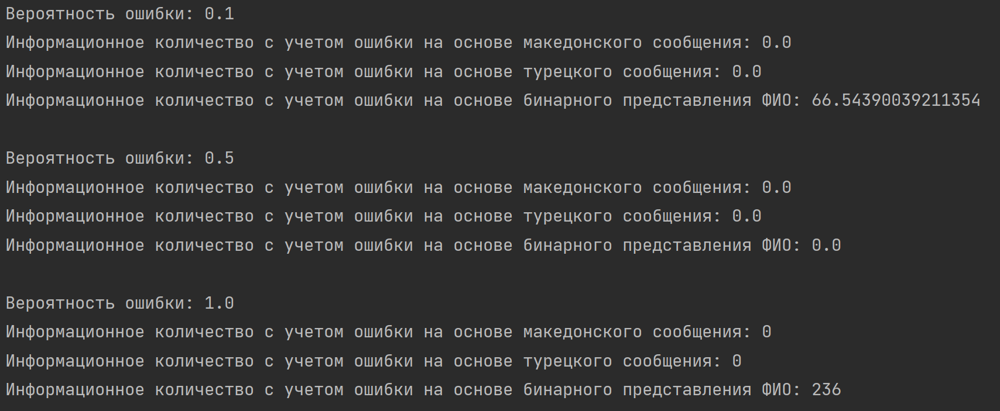 Вероятность ошибки: 0.1
Информационное количество с учетом ошибки на основе македонского сообщения: 0.0
Информационное количество с учетом ошибки на основе турецкого сообщения: 0.0
Информационное количество с учетом ошибки на основе бинарного представления ФИО: 66.54390039211354
Вероятность ошибки: 0.5
Информационное количество с учетом ошибки на основе македонского сообщения: 0.0
Информационное количество с учетом ошибки на основе турецкого сообщения: 0.0
Информационное количество с учетом ошибки на основе бинарного представления ФИО: 0.0
Вероятность ошибки: 1.0
Информационное количество с учетом ошибки на основе македонского сообщения: 0
Информационное количество с учетом ошибки на основе турецкого сообщения: 0
Информационное количество с учетом ошибки на основе бинарного представления ФИО: 236